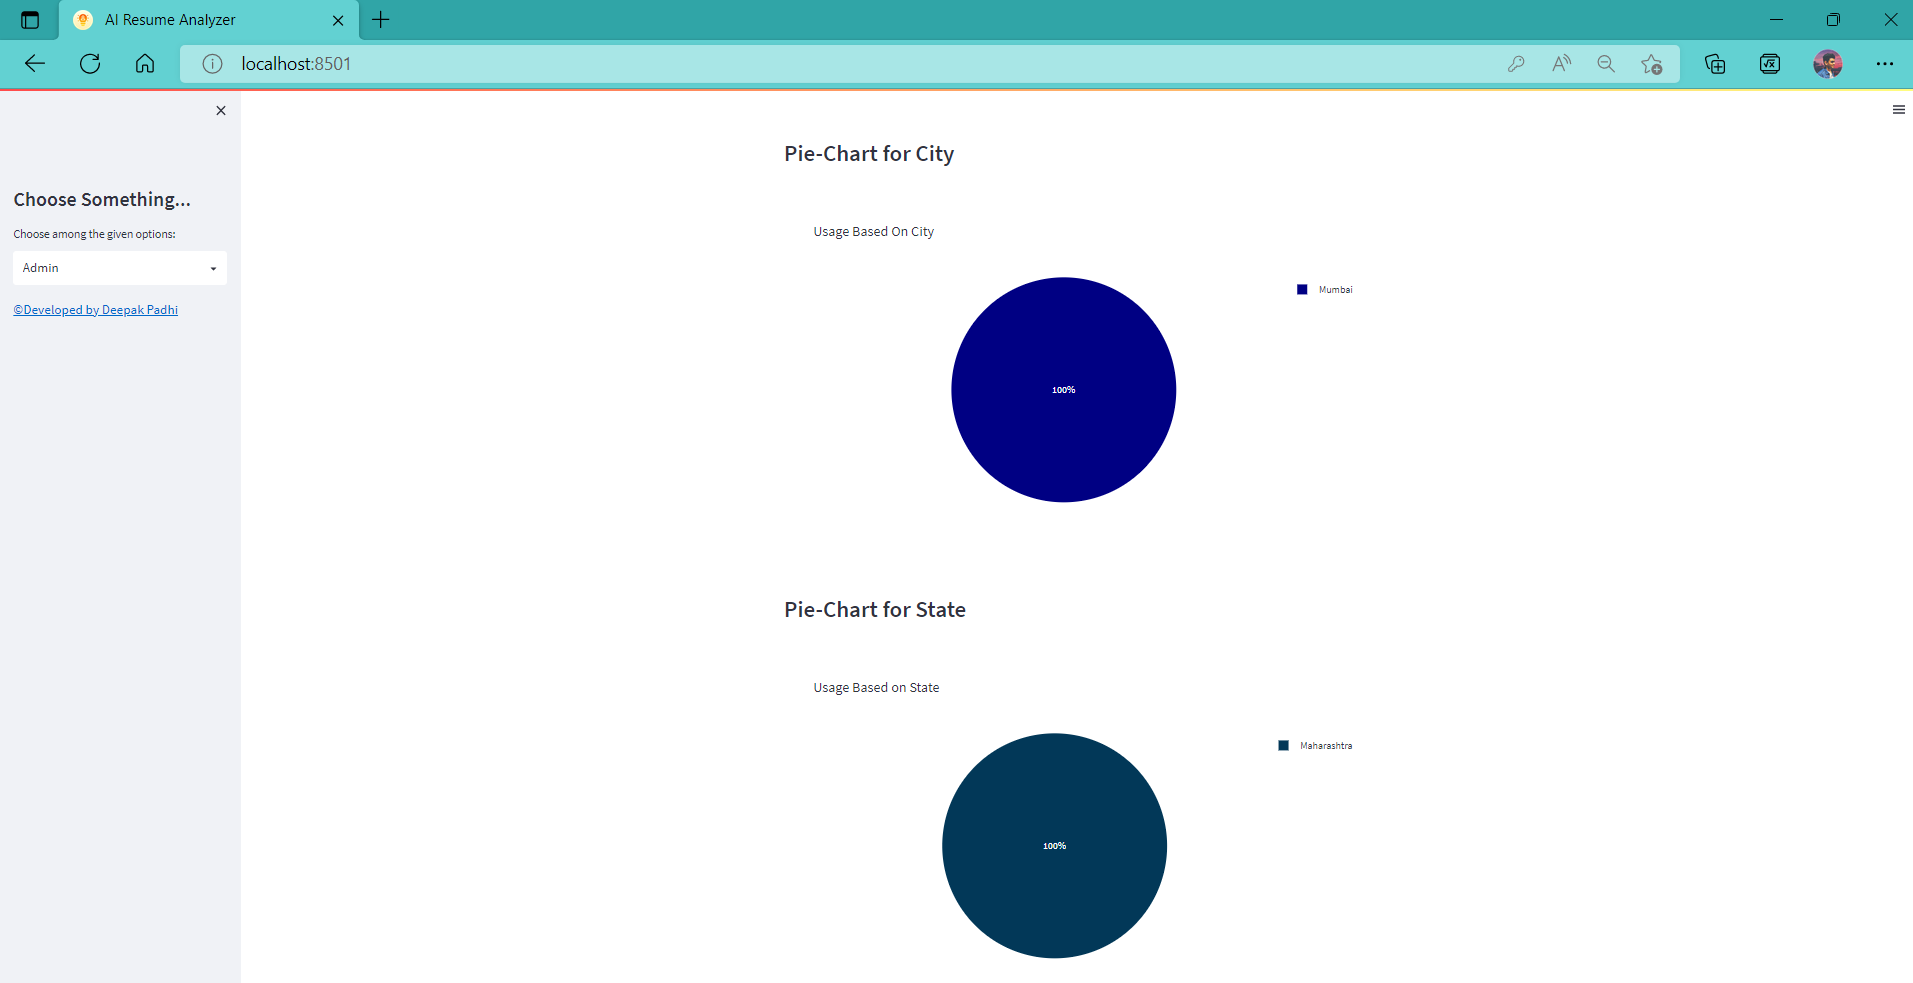 AI Resume Analyzer
localhost:8501
Choose Something...
Choose among the given options:
Admin
©Developed by Deepak Padhi
Pie-Chart for City
Usage Based On City
Mumbai
100%
Pie-Chart for State
Usage Based on State
Maharashtra
100%